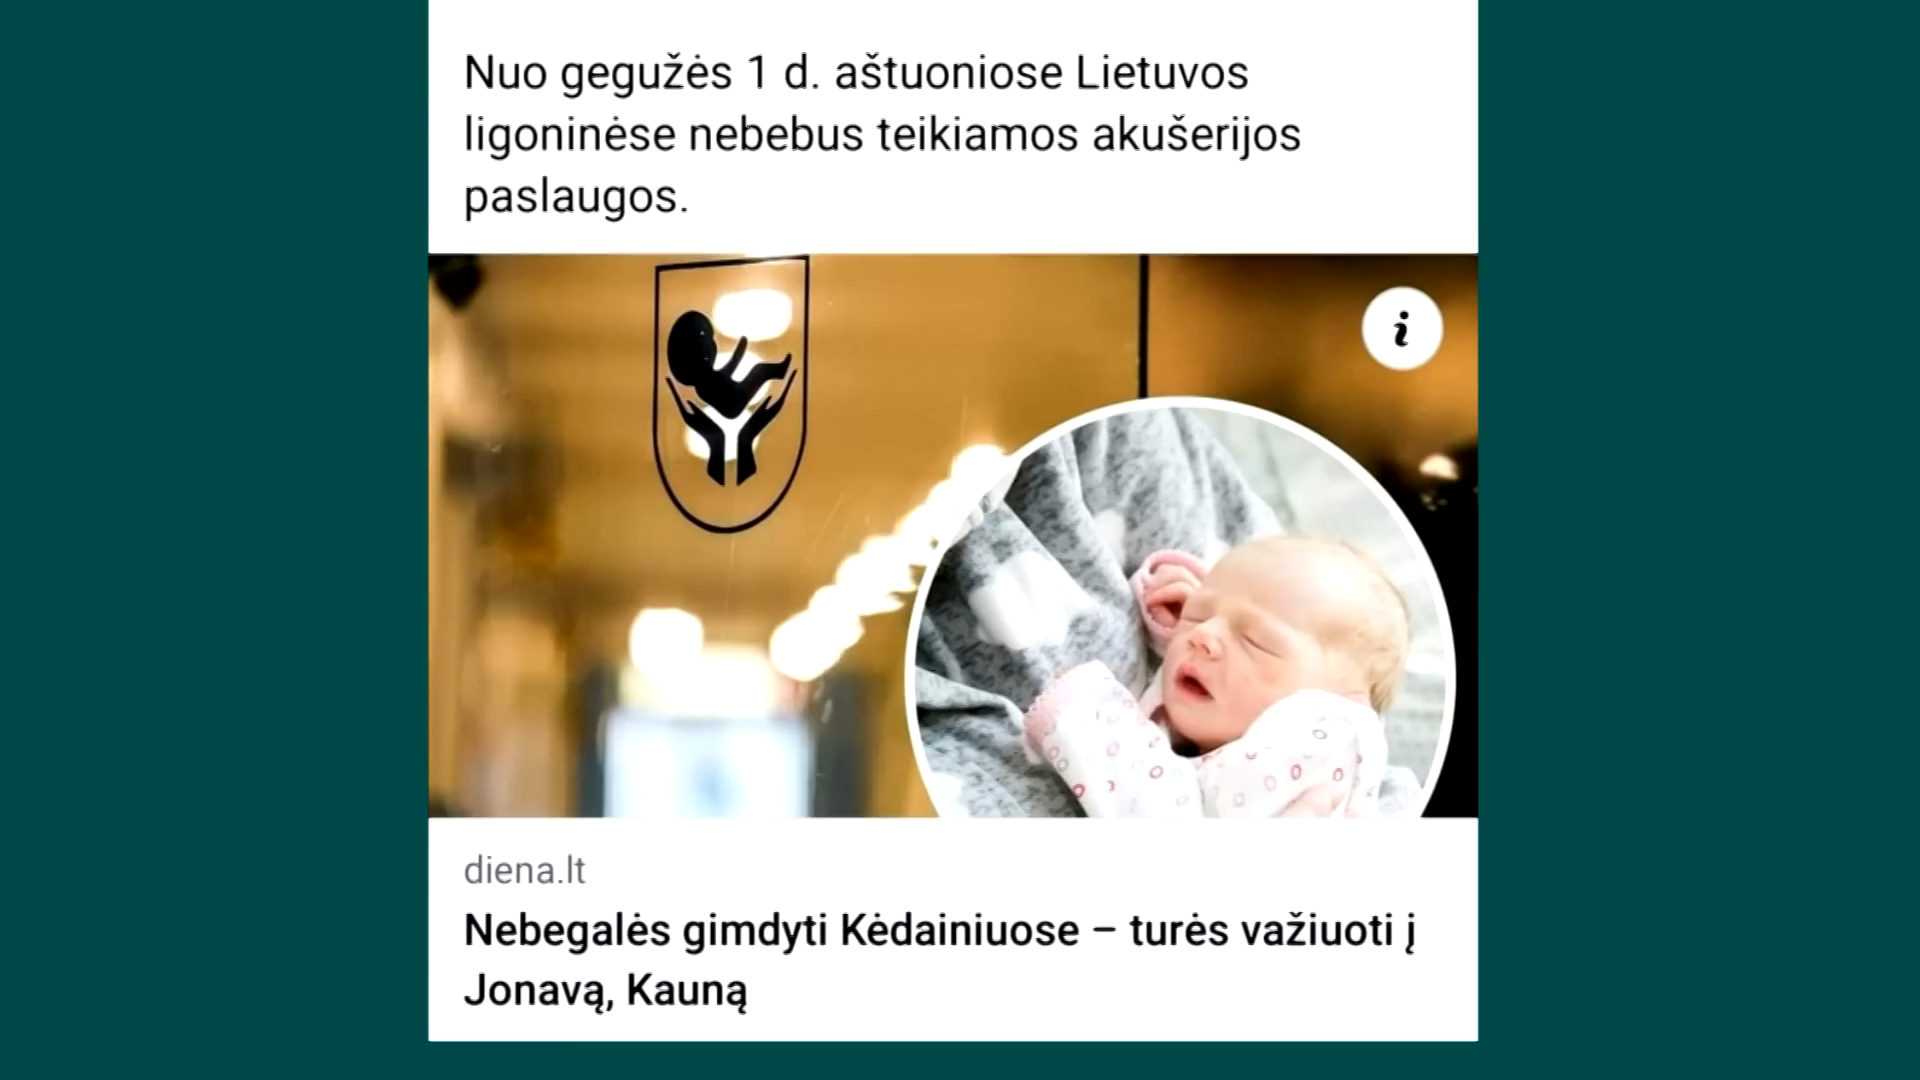 Nuo gegužės 1 d. aštuoniose Lietuvos
ligoninėse nebebus teikiamos akušerijos
paslaugos.
i
diena.lt
Nebegalės gimdyti Kėdainiuose – turės važiuoti į
Jonavą, Kauną